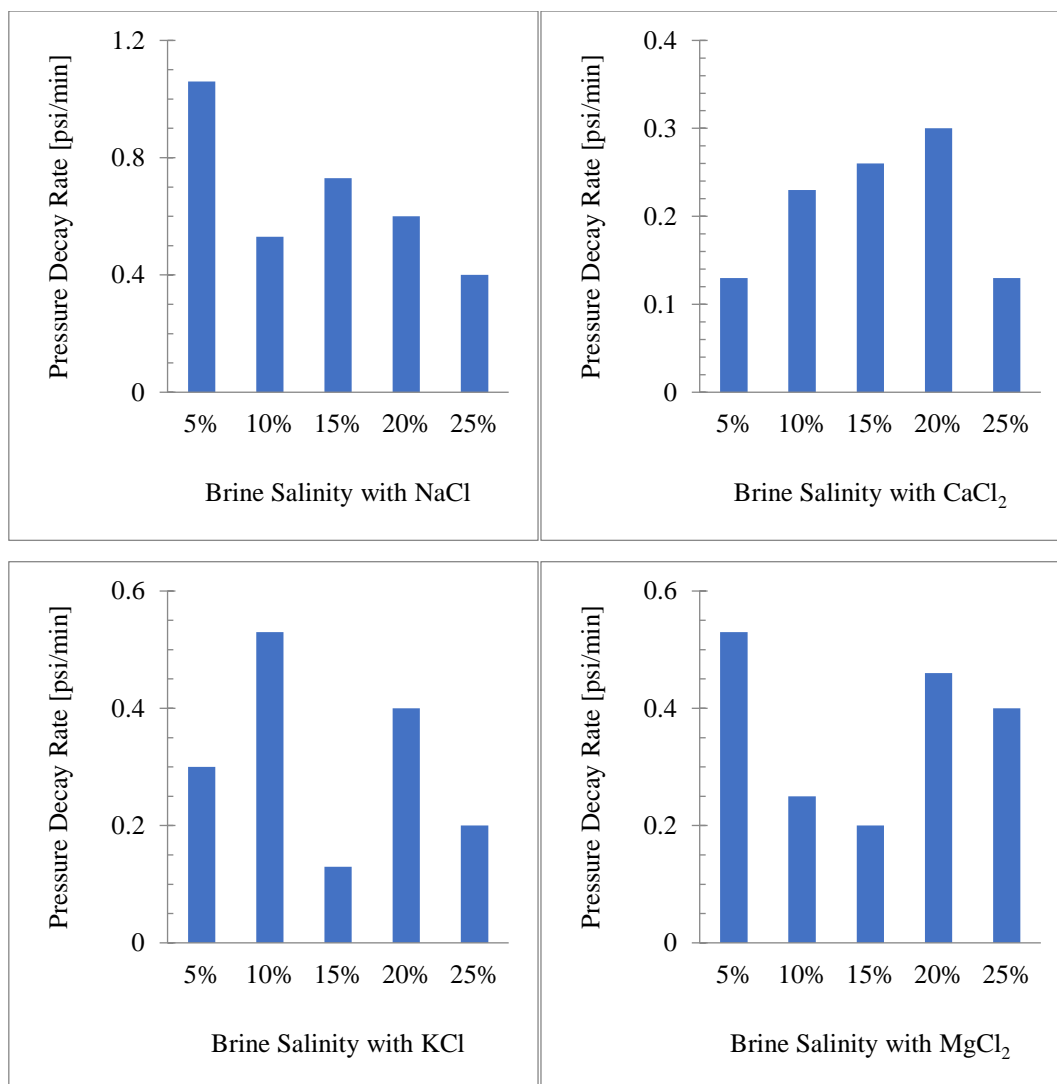 Pressure Decay Rate [psi/min]
1.2
0.8
0.4
0
5% 10% 15% 20% 25%
Brine Salinity with NaCl
Pressure Decay Rate [psi/min]
0.4
0.3
0.2
0.1
0
5% 10% 15% 20% 25%
Brine Salinity with CaCl₂
Pressure Decay Rate [psi/min]
0.6
0.4
0.2
0
5% 10% 15% 20% 25%
Brine Salinity with KCl
Pressure Decay Rate [psi/min]
0.6
0.4
0.2
0
5% 10% 15% 20% 25%
Brine Salinity with MgCl₂